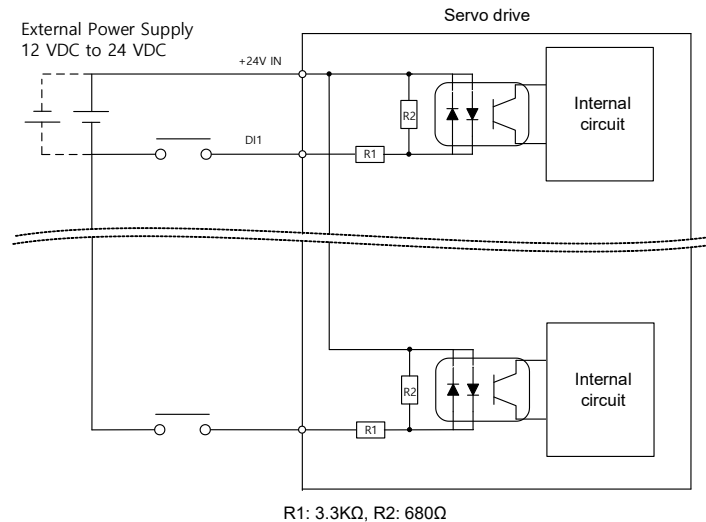 Servo drive
External Power Supply
12 VDC to 24 VDC
+24V IN
R2
Internal
circuit
DI1
R1
R2
Internal
circuit
R1
R1: 3.3KΩ, R2: 680Ω